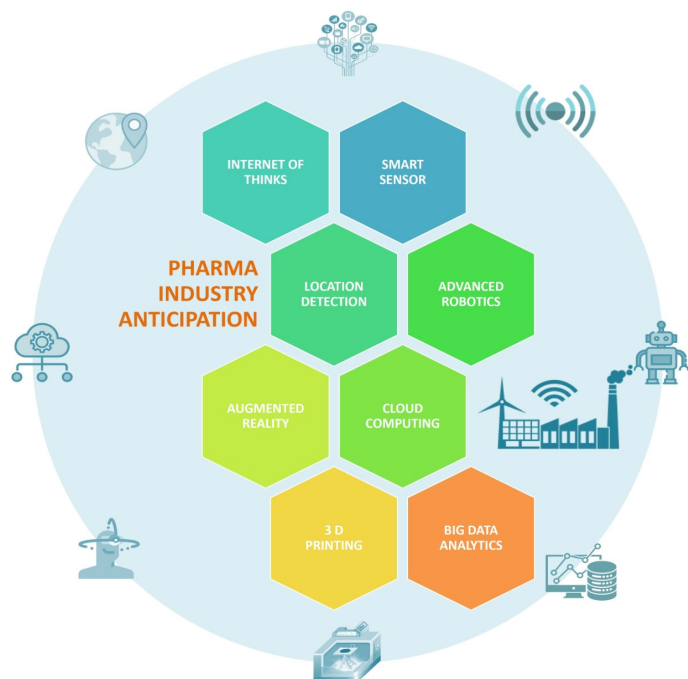 INTERNET OF
THINKS
SMART
SENSOR
PHARMA
INDUSTRY
ANTICIPATION
LOCATION
DETECTION
ADVANCED
ROBOTICS
AUGMENTED
REALITY
CLOUD
COMPUTING
3 D
PRINTING
BIG DATA
ANALYTICS